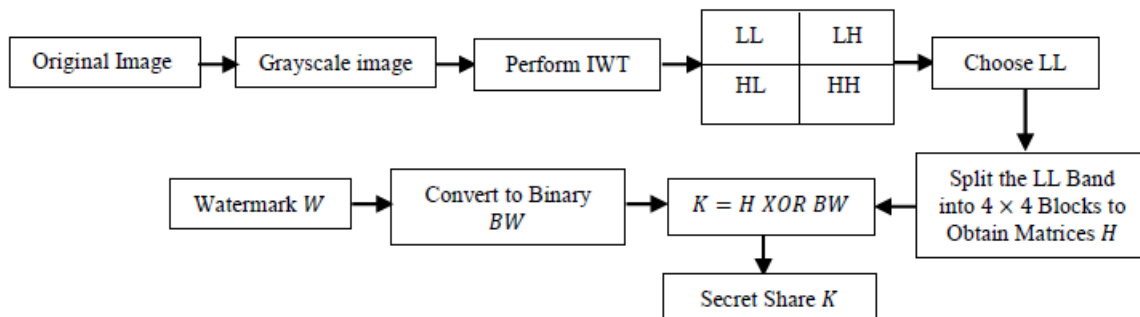 Original Image
Grayscale image
Perform IWT
LL
LH
HL
HH
Choose LL
Watermark W
Convert to Binary
BW
K = H XOR BW
Split the LL Band
into 4 × 4 Blocks to
Obtain Matrices H
Secret Share K